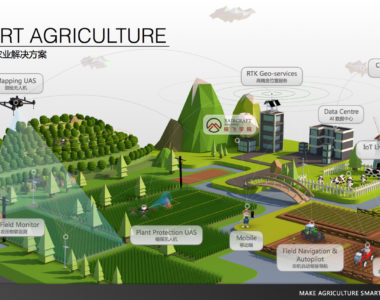 RT AGRICULTURE
农业解决方案
Mapping UAS
测绘无人机
RTK Geo-services
高精度位置服务
Data Centre
AI 数据中心
IoT Li
Field Monitor
Plant Protection UAS
植保无人机
Mobile
移动端
Field Navigation &
Autopilot
农机自动驾驶仪
MAKE AGRICULTURE SMART